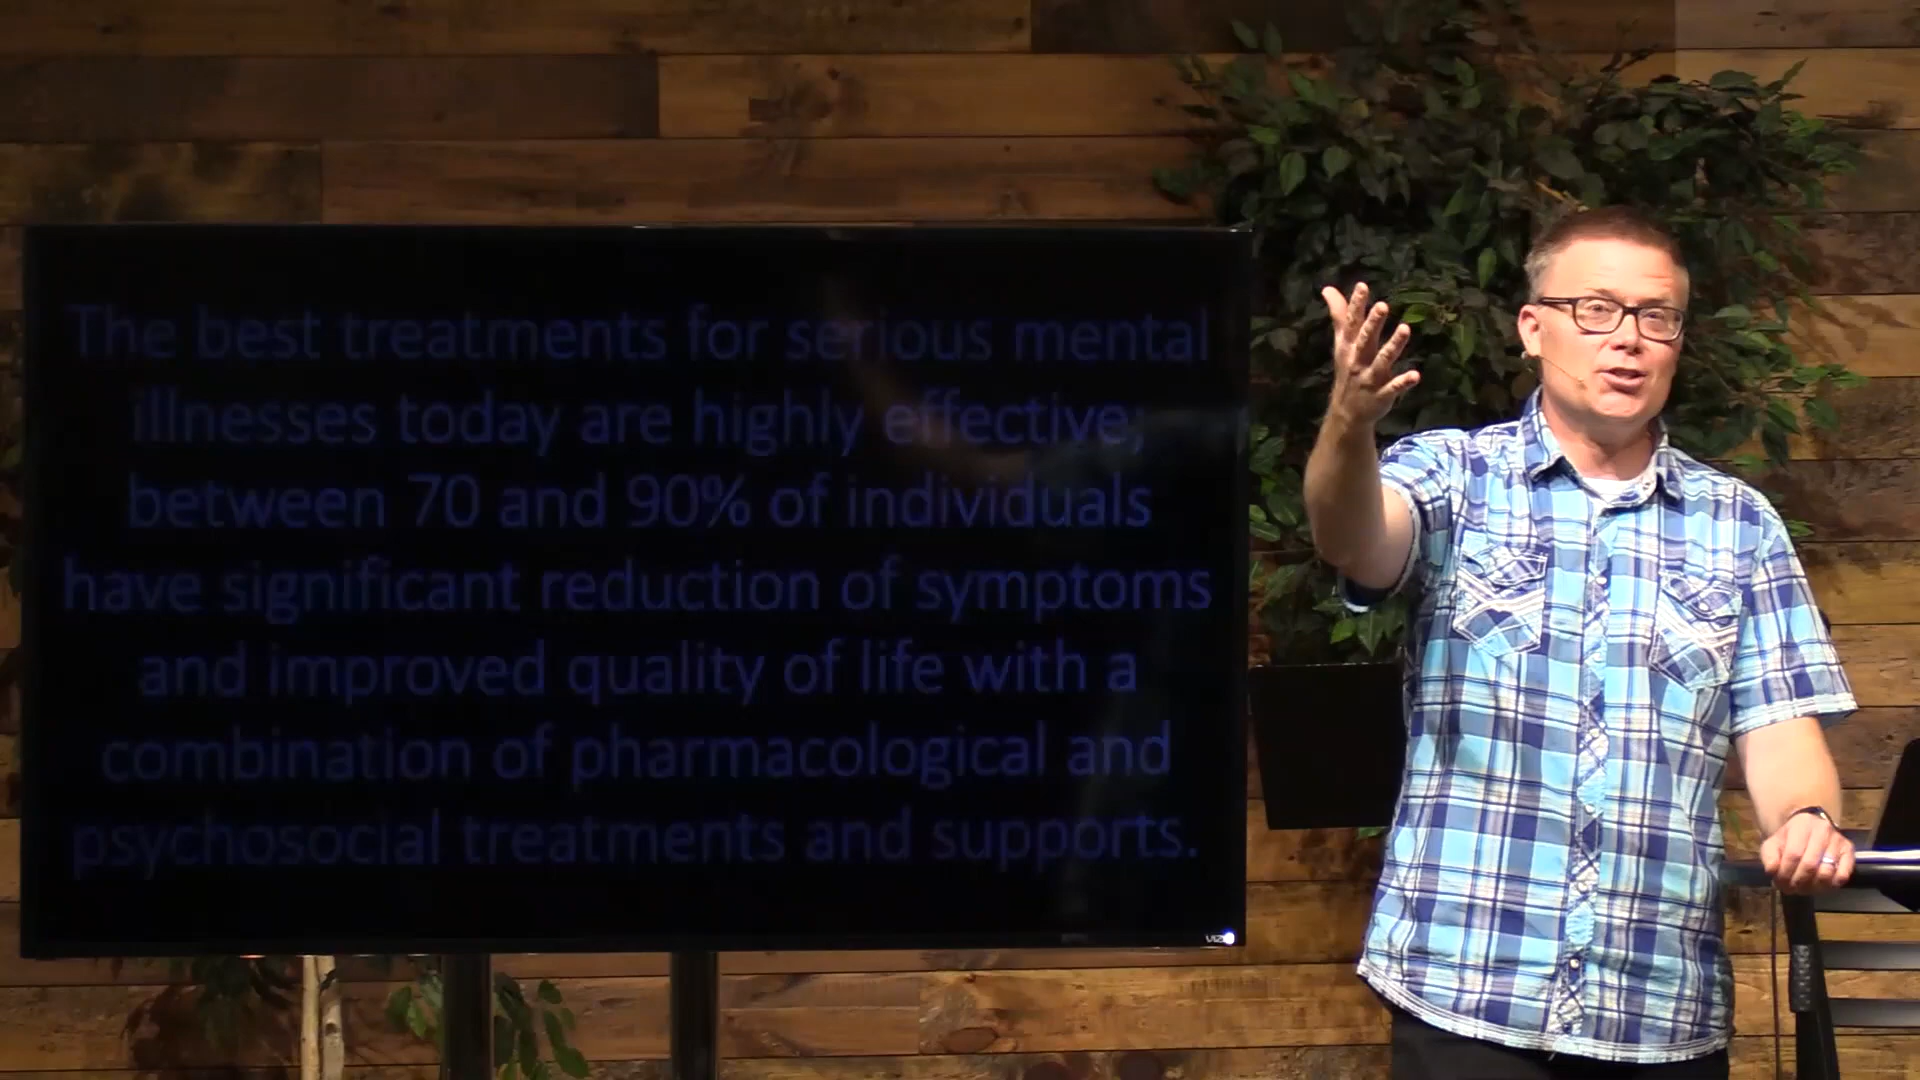 The best treatments for serious mental
illnesses today are highly effective;
between 70 and 90% of individuals
have significant reduction of symptoms
and improved quality of life with a
combination of pharmacological and
psychosocial treatments and supports.